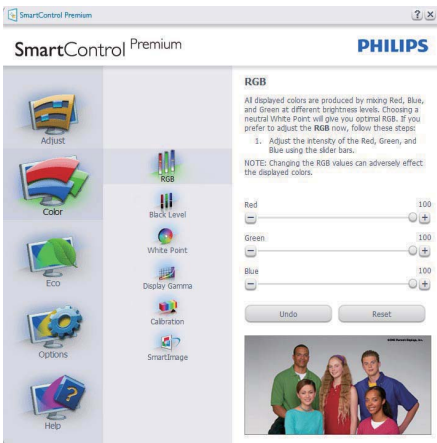 SmartControl Premium
SmartControl Premium
PHILIPS
Adjust
Color
Eco
Options
Help
RGB
Black Level
White Point
Display Gamma
Calibration
SmartImage
RGB
All displayed colors are produced by mixing Red, Blue,
and Green at different brightness levels. Choosing a
neutral White Point will give you optimal RGB. If you
prefer to adjust the RGB now, follow these steps:
1. Adjust the intensity of the Red, Green, and
Blue using the slider bars.
NOTE: Changing the RGB values can adversely effect
the displayed colors.
Red 100
Green 100
Blue 100
Undo Reset